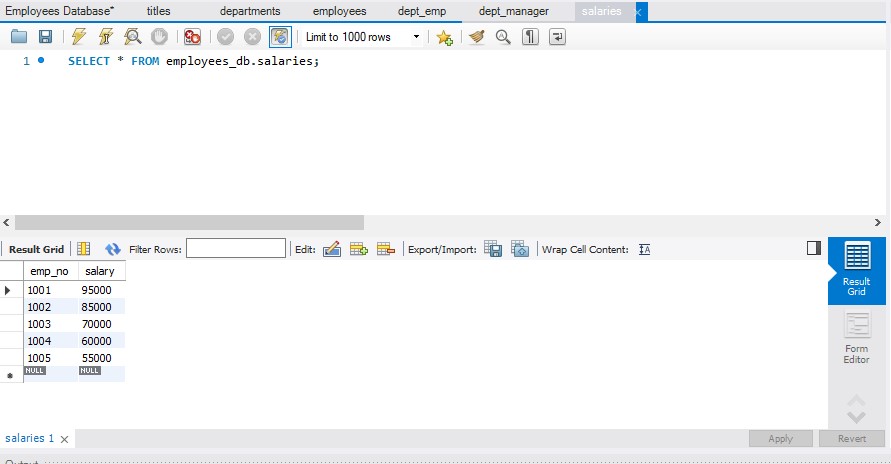 Employees Database* titles departments employees dept_emp dept_manager salaries
Limit to 1000 rows
1 SELECT * FROM employees_db.salaries;
Result Grid Filter Rows: Edit: Export/Import: Wrap Cell Content:
emp_no salary
1001 95000
1002 85000
1003 70000
1004 60000
1005 55000
NULL NULL
Result
Grid
Form
Editor
salaries 1
Apply Revert
Output